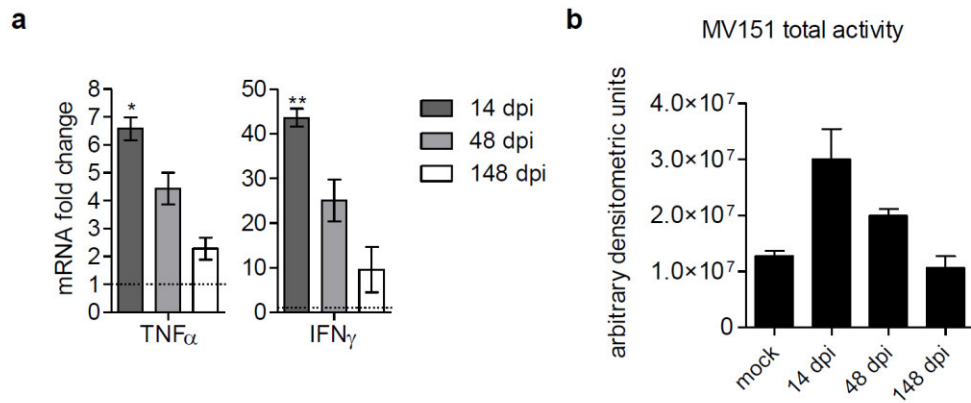 a
mRNA fold change
8
7
6
5
4
3
2
1
0
*
TNFα
50
40
30
20
10
0
**
IFNγ
14 dpi
48 dpi
148 dpi
b
MV151 total activity
arbitrary densitometric units
4.0×10⁷
3.0×10⁷
2.0×10⁷
1.0×10⁷
0
mock
14 dpi
48 dpi
148 dpi